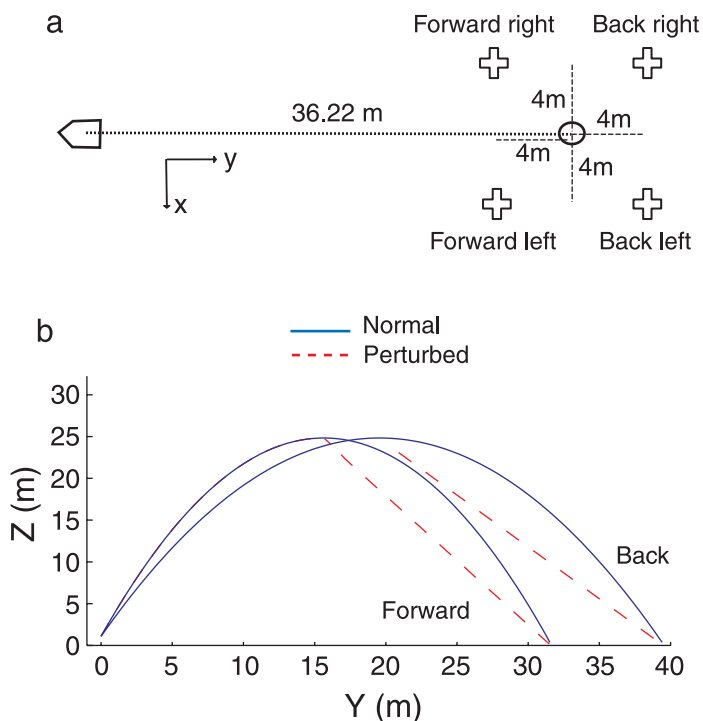 a
Forward right Back right
36.22 m
4m
4m
4m
4m
y
x
Forward left Back left
b
Normal
Perturbed
30
25
20
15
10
5
0
Z (m)
Forward
Back
0 5 10 15 20 25 30 35 40
Y (m)